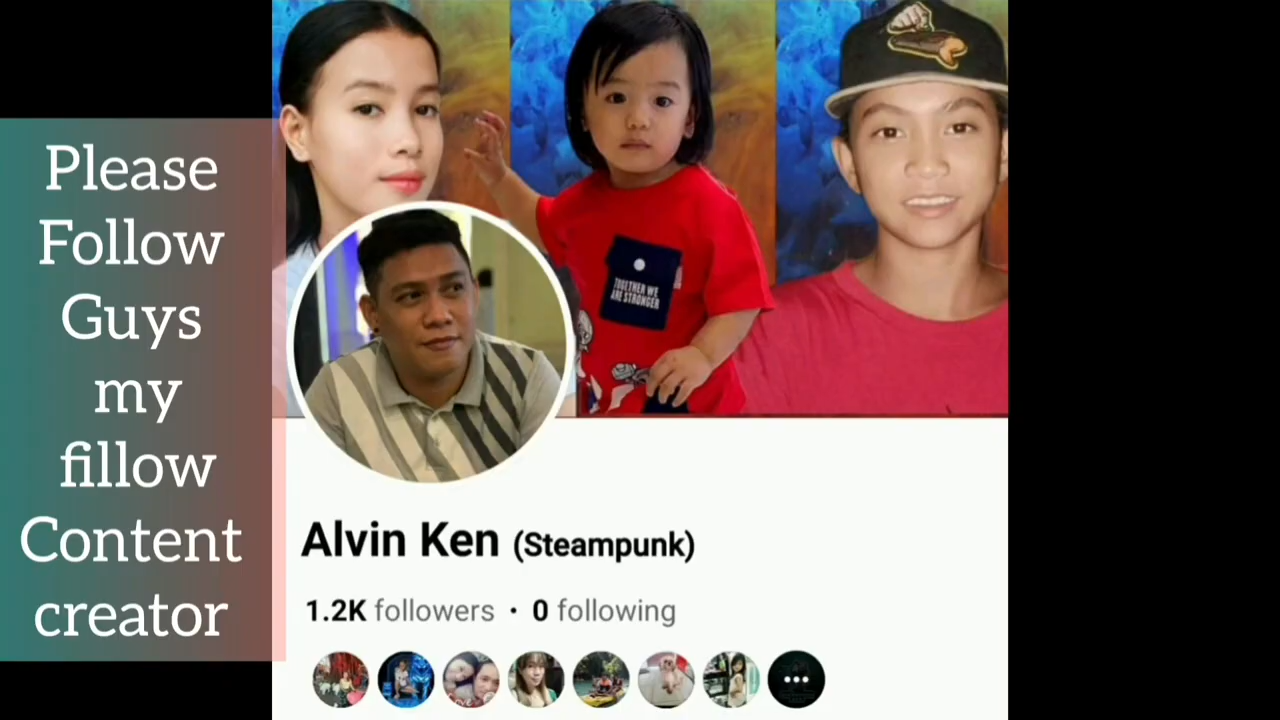 Please
Follow
Guys
my
fillow
Content
creator
TOGETHER WE
ARE STRONGER
Alvin Ken (Steampunk)
1.2K followers · 0 following